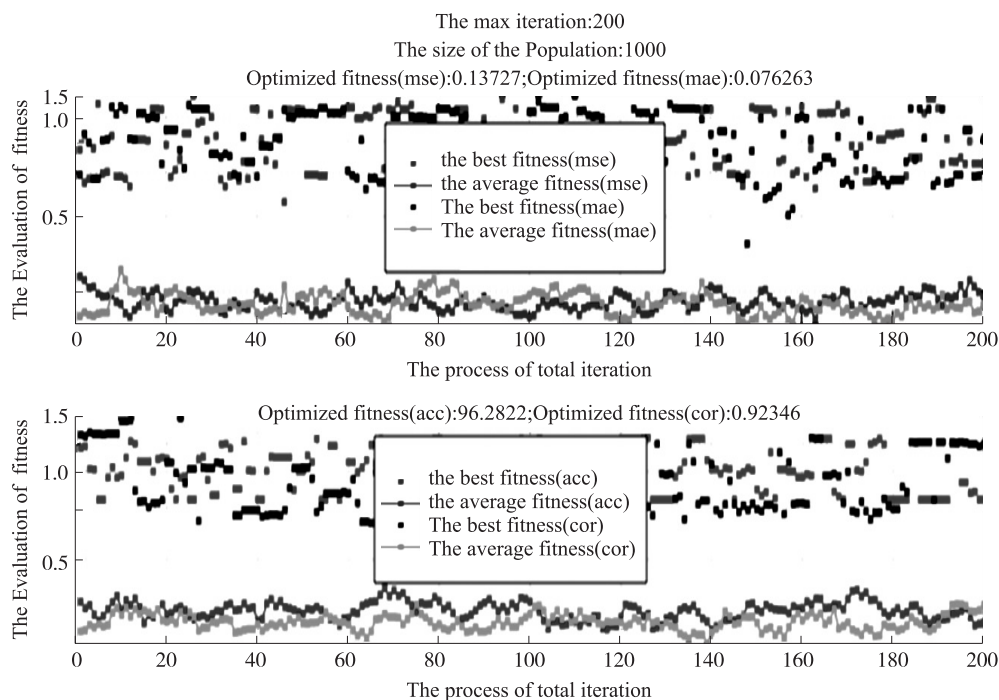 The max iteration:200
The size of the Population:1000
Optimized fitness(mse):0.13727;Optimized fitness(mae):0.076263
The Evaluation of fitness
1.5
1.0
0.5
the best fitness(mse)
the average fitness(mse)
The best fitness(mae)
The average fitness(mae)
0 20 40 60 80 100 120 140 160 180 200
The process of total iteration
Optimized fitness(acc):96.2822;Optimized fitness(cor):0.92346
The Evaluation of fitness
1.5
1.0
0.5
the best fitness(acc)
the average fitness(acc)
The best fitness(cor)
The average fitness(cor)
0 20 40 60 80 100 120 140 160 180 200
The process of total iteration